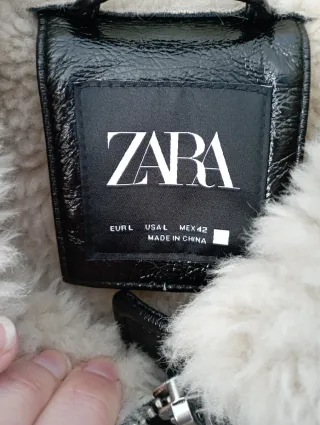 ZARA
EUR L USA L MEX 42
MADE IN CHINA